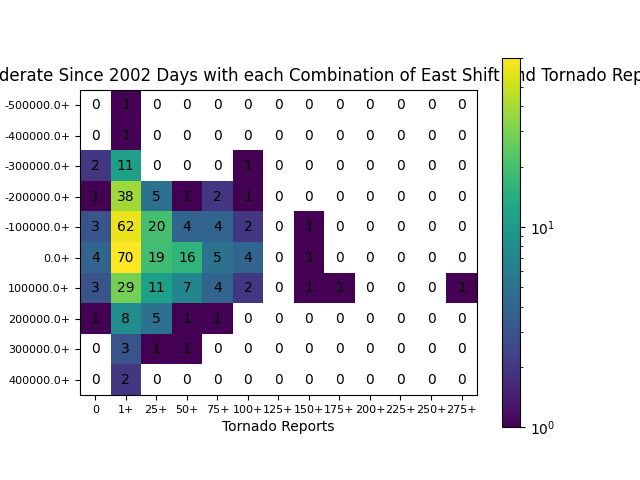 derate Since 2002 Days with each Combination of East Shift nd Tornado Rep
-500000.0+ 0 1 0 0 0 0 0 0 0 0 0 0 0
-400000.0+ 0 1 0 0 0 0 0 0 0 0 0 0 0
-300000.0+ 2 11 0 0 0 1 0 0 0 0 0 0 0
-200000.0+ 1 38 5 1 2 1 0 0 0 0 0 0 0
-100000.0+ 3 62 20 4 4 2 0 1 0 0 0 0 0
0.0+ 4 70 19 16 5 4 0 1 0 0 0 0 0
100000.0+ 3 29 11 7 4 2 0 1 1 0 0 0 1
200000.0+ 1 8 5 1 1 0 0 0 0 0 0 0 0
300000.0+ 0 3 1 1 0 0 0 0 0 0 0 0 0
400000.0+ 0 2 0 0 0 0 0 0 0 0 0 0 0
0 1+ 25+ 50+ 75+ 100+ 125+ 150+ 175+ 200+ 225+ 250+ 275+
Tornado Reports
10¹
10⁰